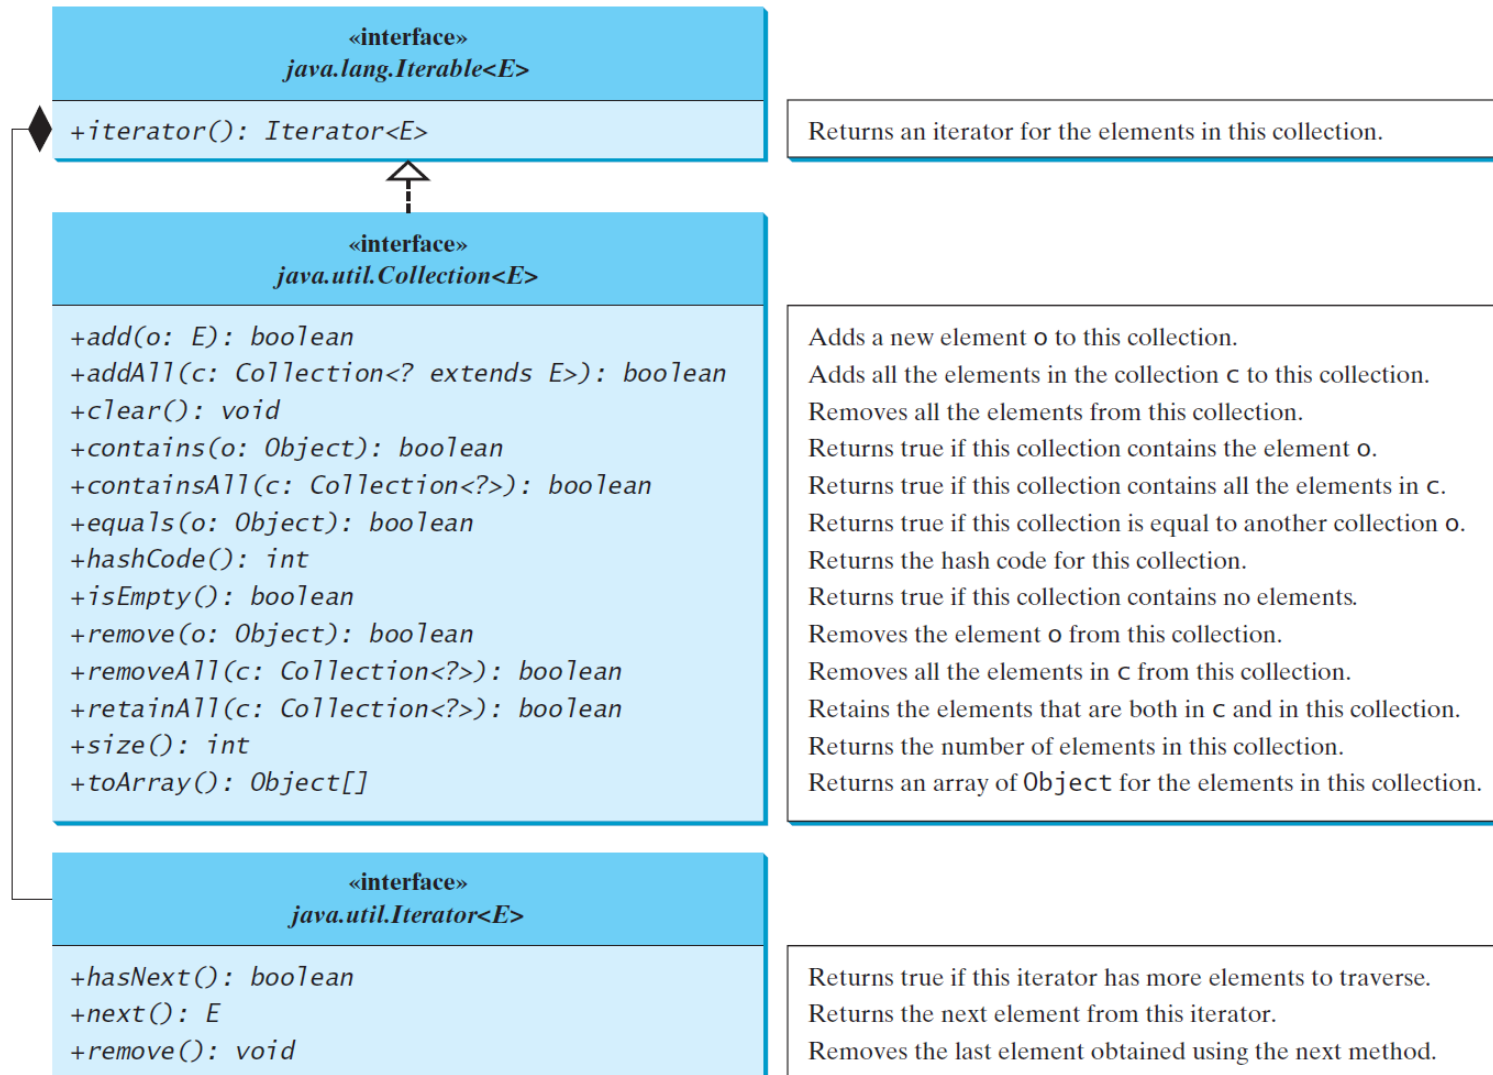 «interface»
java.lang.Iterable<E>
+iterator(): Iterator<E>
Returns an iterator for the elements in this collection.
«interface»
java.util.Collection<E>
+add(o: E): boolean
Adds a new element o to this collection.
+addAll(c: Collection<? extends E>): boolean
Adds all the elements in the collection c to this collection.
+clear(): void
Removes all the elements from this collection.
+contains(o: Object): boolean
Returns true if this collection contains the element o.
+containsAll(c: Collection<?>): boolean
Returns true if this collection contains all the elements in c.
+equals(o: Object): boolean
Returns true if this collection is equal to another collection o.
+hashCode(): int
Returns the hash code for this collection.
+isEmpty(): boolean
Returns true if this collection contains no elements.
+remove(o: Object): boolean
Removes the element o from this collection.
+removeAll(c: Collection<?>): boolean
Removes all the elements in c from this collection.
+retainAll(c: Collection<?>): boolean
Retains the elements that are both in c and in this collection.
+size(): int
Returns the number of elements in this collection.
+toArray(): Object[]
Returns an array of Object for the elements in this collection.
«interface»
java.util.Iterator<E>
+hasNext(): boolean
Returns true if this iterator has more elements to traverse.
+next(): E
Returns the next element from this iterator.
+remove(): void
Removes the last element obtained using the next method.